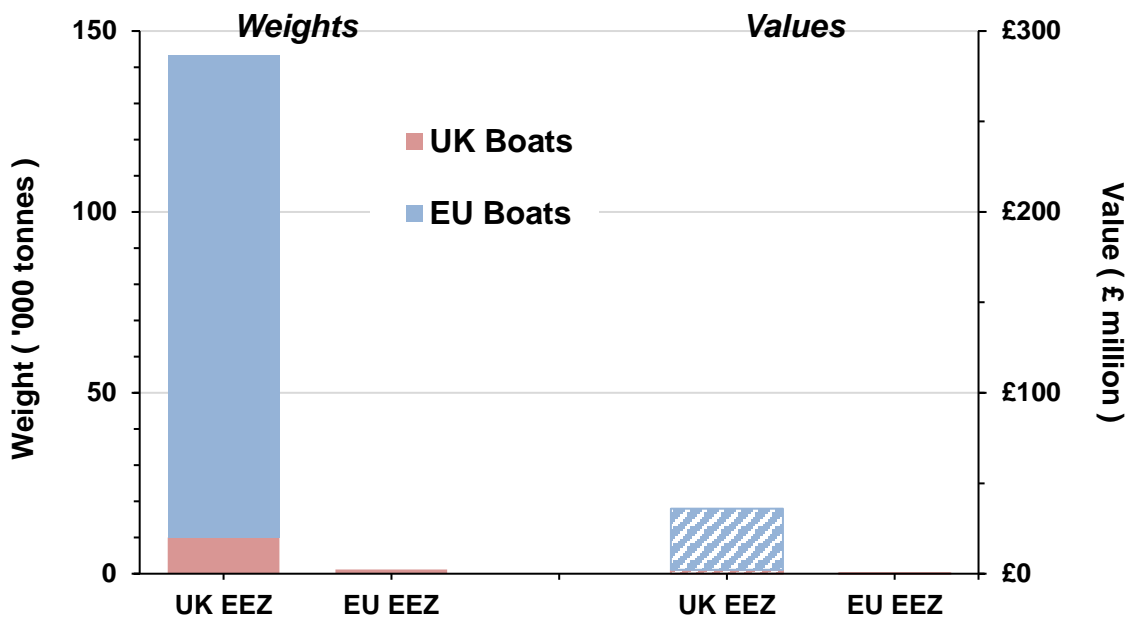 Weights
Values
150
100
50
0
Weight ( '000 tonnes )
UK Boats
EU Boats
£300
£200
£100
£0
Value ( £ million )
UK EEZ
EU EEZ
UK EEZ
EU EEZ